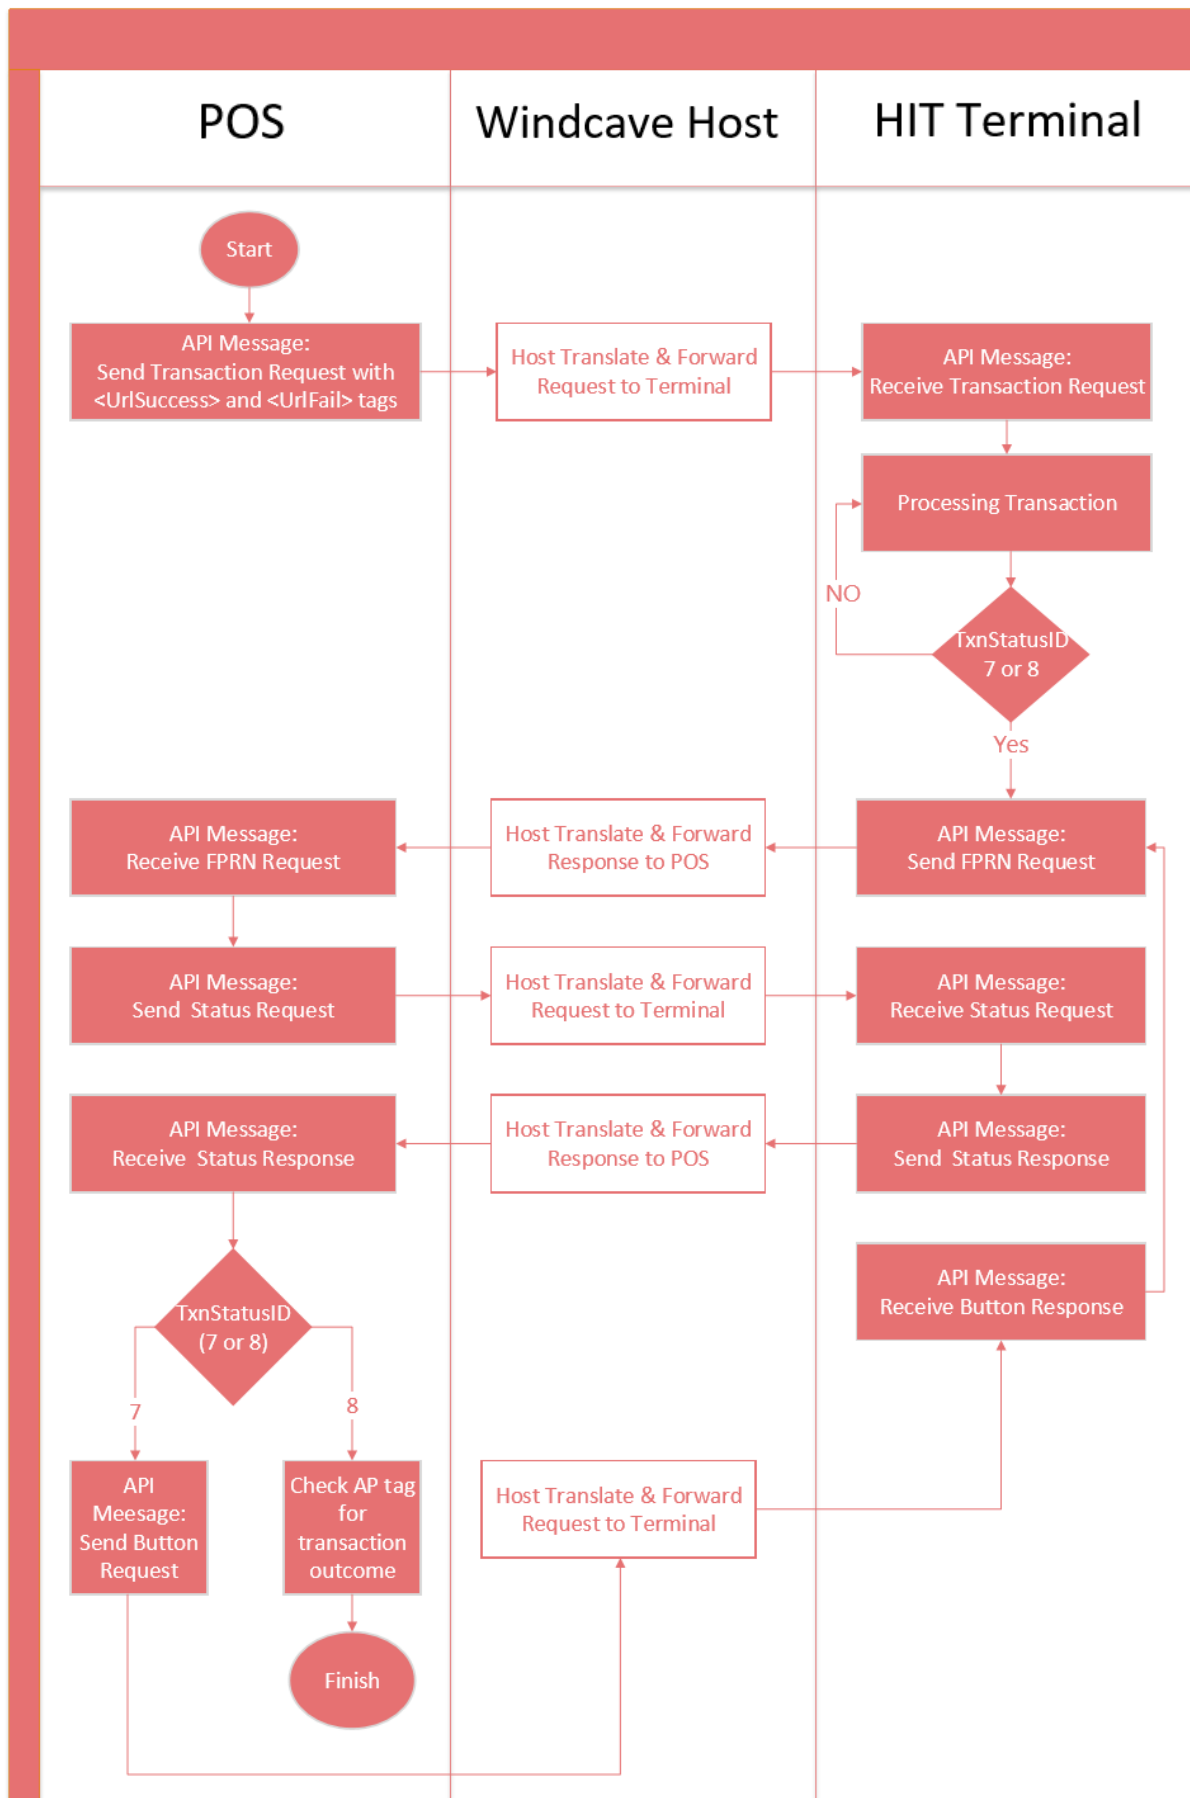 POS
Windcave Host
HIT Terminal
Start
API Message:
Send Transaction Request with
<UrlSuccess> and <UrlFail> tags
Host Translate & Forward
Request to Terminal
API Message:
Receive Transaction Request
Processing Transaction
NO
TxnStatusID
7 or 8
Yes
API Message:
Receive FPRN Request
Host Translate & Forward
Response to POS
API Message:
Send FPRN Request
API Message:
Send Status Request
Host Translate & Forward
Request to Terminal
API Message:
Receive Status Request
API Message:
Receive Status Response
Host Translate & Forward
Response to POS
API Message:
Send Status Response
API Message:
Receive Button Response
TxnStatusID
(7 or 8)
7
8
API
Meesage:
Send Button
Request
Check AP tag
for
transaction
outcome
Host Translate & Forward
Request to Terminal
Finish